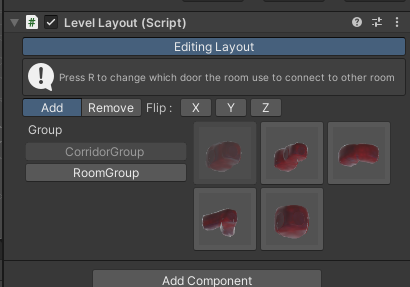 # Level Layout (Script)
Editing Layout
Press R to change which door the room use to connect to other room
Add Remove Flip : X Y Z
Group
CorridorGroup
RoomGroup
Add Component